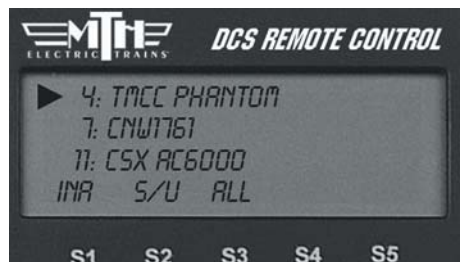 MTH DCS REMOTE CONTROL
ELECTRIC TRAINS
4: TMCC PHANTOM
7: CNW1761
11: CSX AC6000
INA S/U ALL
S1 S2 S3 S4 S5